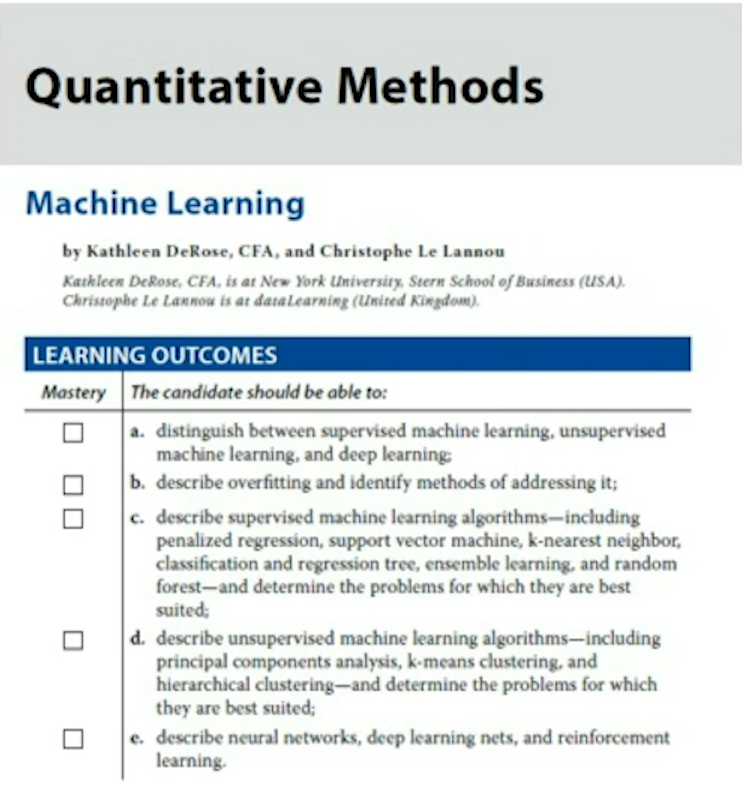 Quantitative Methods
Machine Learning
by Kathleen DeRose, CFA, and Christophe Le Lannou
Kathleen DeRose, CFA, is at New York University, Stern School of Business (USA).
Christophe Le Lannou is at dataLearning (United Kingdom).
LEARNING OUTCOMES
Mastery The candidate should be able to:
a. distinguish between supervised machine learning, unsupervised
machine learning, and deep learning;
b. describe overfitting and identify methods of addressing it;
c. describe supervised machine learning algorithms—including
penalized regression, support vector machine, k-nearest neighbor,
classification and regression tree, ensemble learning, and random
forest—and determine the problems for which they are best
suited;
d. describe unsupervised machine learning algorithms—including
principal components analysis, k-means clustering, and
hierarchical clustering—and determine the problems for which
they are best suited;
e. describe neural networks, deep learning nets, and reinforcement
learning.